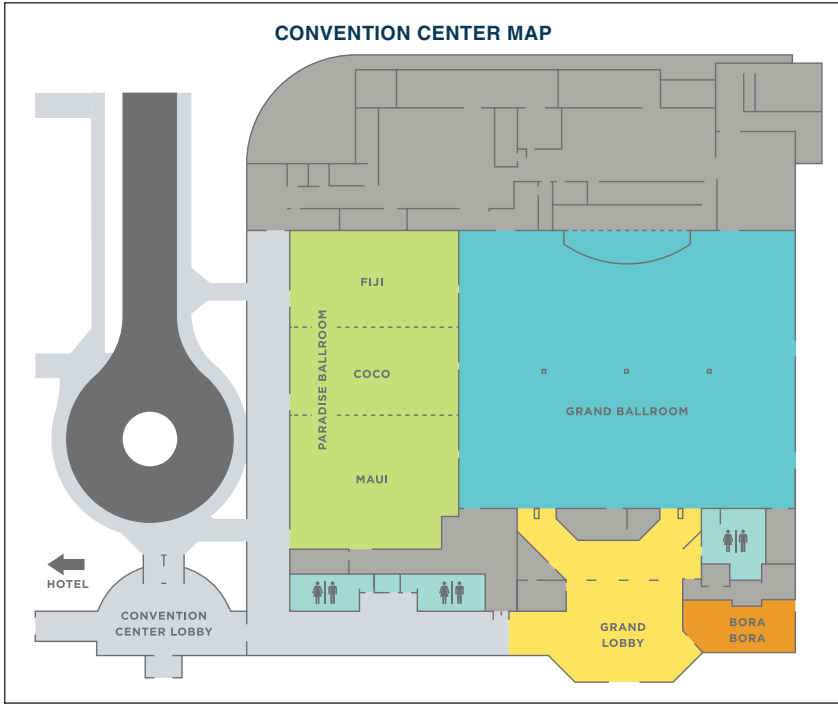 CONVENTION CENTER MAP
FIJI
PARADISE BALLROOM
COCO
GRAND BALLROOM
MAUI
HOTEL
CONVENTION
CENTER LOBBY
GRAND
LOBBY
BORA
BORA